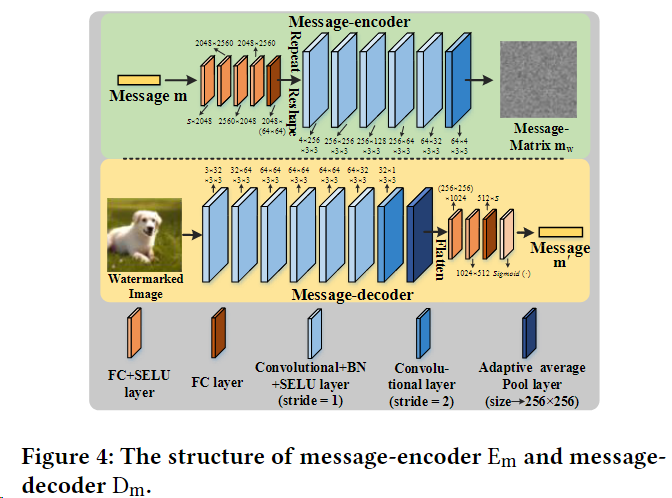 Message-encoder
2048×2560 2048×2560
Message m
s×2048 2560×2048 2048×
(64×64)
Repeat Reshape
4×256 256×256 256×128 256×64 64×32 64×4
×3×3 ×3×3 ×3×3 ×3×3 ×3×3 ×3×3
Message-
Matrix mw
3×32 32×64 64×64 64×64 64×64 64×32 32×1
×3×3 ×3×3 ×3×3 ×3×3 ×3×3 ×3×3 ×3×3
(256×256)
×1024 512×s
Flatten
1024×512 Sigmoid (·)
Message
m′
Watermarked
Image
Message-decoder
FC+SELU
layer
FC layer
Convolutional+BN
+SELU layer
(stride = 1)
Convolu-
tional layer
(stride = 2)
Adaptive average
Pool layer
(size→256×256)
Figure 4: The structure of message-encoder Em and message-
decoder Dm.